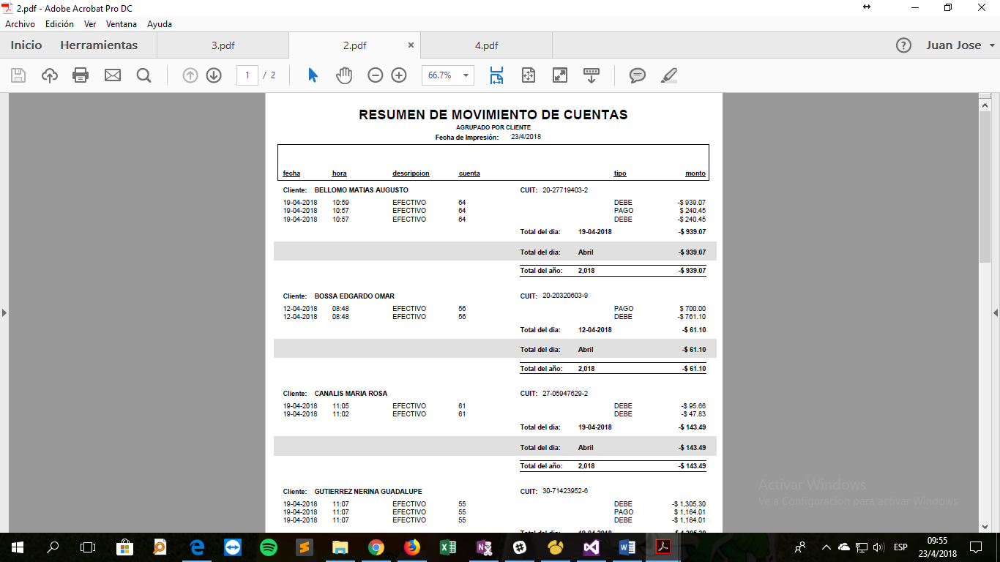 2.pdf - Adobe Acrobat Pro DC
Archivo Edición Ver Ventana Ayuda
Inicio Herramientas 3.pdf 2.pdf × 4.pdf ? Juan Jose
1 / 2 66.7%
RESUMEN DE MOVIMIENTO DE CUENTAS
AGRUPADO POR CLIENTE
Fecha de Impresión: 23/4/2018
fecha hora descripcion cuenta tipo monto
Cliente: BELLOMO MATIAS AUGUSTO CUIT: 20-27719403-2
19-04-2018 10:59 EFECTIVO 64 DEBE -$ 939.07
19-04-2018 10:57 EFECTIVO 64 PAGO $ 240.45
19-04-2018 10:57 EFECTIVO 64 DEBE -$ 240.45
Total del dia: 19-04-2018 -$ 939.07
Total del dia: Abril -$ 939.07
Total del año: 2,018 -$ 939.07
Cliente: BOSSA EDGARDO OMAR CUIT: 20-20320603-9
12-04-2018 08:48 EFECTIVO 56 PAGO $ 700.00
12-04-2018 08:48 EFECTIVO 56 DEBE -$ 761.10
Total del dia: 12-04-2018 -$ 61.10
Total del dia: Abril -$ 61.10
Total del año: 2,018 -$ 61.10
Cliente: CANALIS MARIA ROSA CUIT: 27-05947629-2
19-04-2018 11:05 EFECTIVO 61 DEBE -$ 95.66
19-04-2018 11:02 EFECTIVO 61 DEBE -$ 47.83
Total del dia: 19-04-2018 -$ 143.49
Total del dia: Abril -$ 143.49
Total del año: 2,018 -$ 143.49
Cliente: GUTIERREZ NERINA GUADALUPE CUIT: 30-71423952-6
19-04-2018 11:07 EFECTIVO 55 DEBE -$ 1,305.30
19-04-2018 11:07 EFECTIVO 55 PAGO $ 1,164.01
19-04-2018 11:07 EFECTIVO 55 DEBE -$ 1,164.01
Activar Windows
Ve a Configuración para activar Windows.
ESP
09:55
23/4/2018